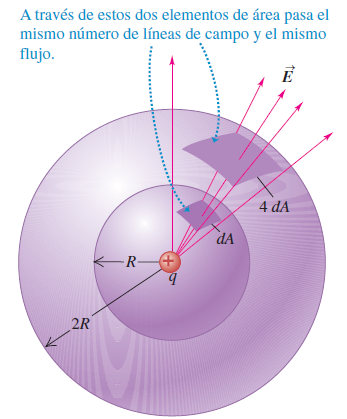 A través de estos dos elementos de área pasa el
mismo número de líneas de campo y el mismo
flujo.
E⃗
4 dA
dA
R
+
q
2R